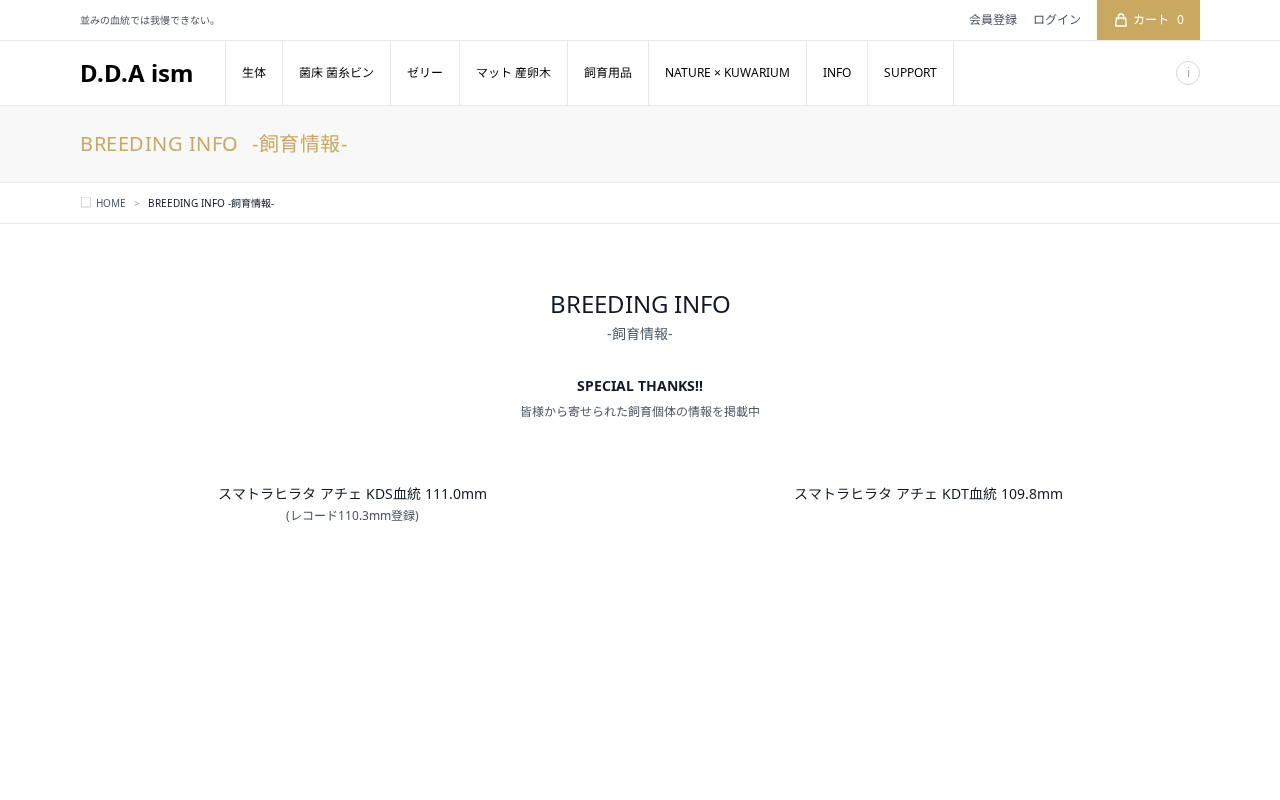 並みの血統では我慢できない。
会員登録 ログイン カート 0
D.D.A ism 生体 菌床 菌糸ビン ゼリー マット 産卵木 飼育用品 NATURE × KUWARIUM INFO SUPPORT i
BREEDING INFO -飼育情報-
HOME > BREEDING INFO -飼育情報-
BREEDING INFO
-飼育情報-
SPECIAL THANKS!!
皆様から寄せられた飼育個体の情報を掲載中
スマトラヒラタ アチェ KDS血統 111.0mm
(レコード110.3mm登録)
スマトラヒラタ アチェ KDT血統 109.8mm